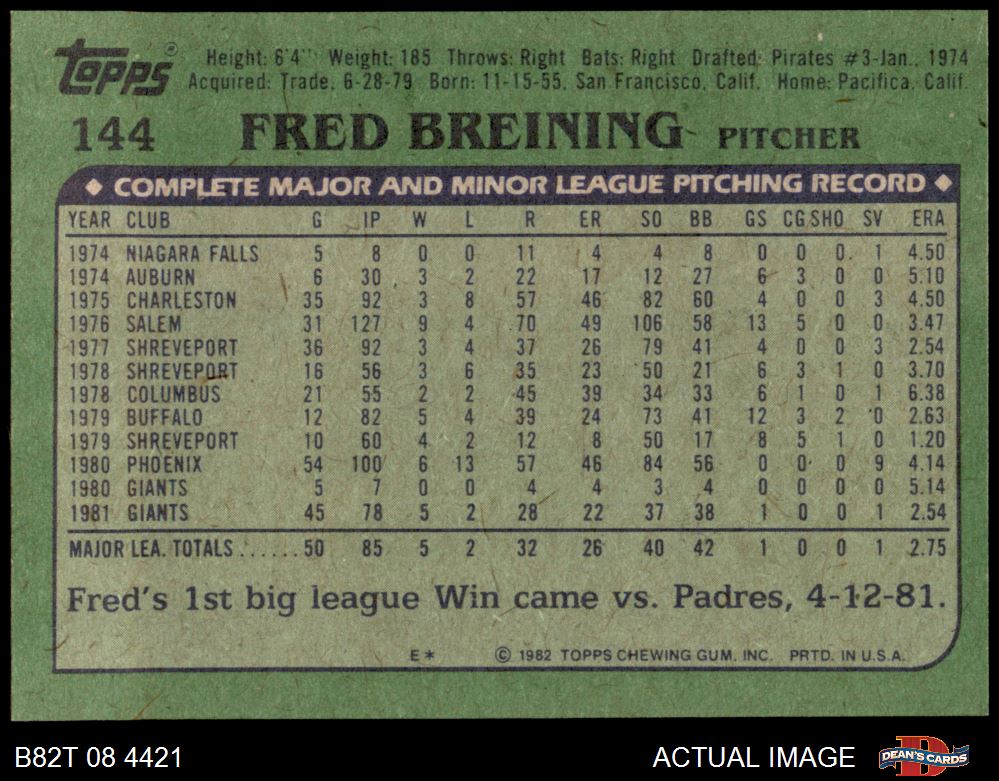 Topps® Height: 6'4'' Weight: 185 Throws: Right Bats: Right Drafted: Pirates #3-Jan., 1974
Acquired: Trade, 6-28-79 Born: 11-15-55, San Francisco, Calif. Home: Pacifica, Calif.
144 FRED BREINING PITCHER
◆ COMPLETE MAJOR AND MINOR LEAGUE PITCHING RECORD ◆
YEAR CLUB G IP W L R ER SO BB GS CG SHO SV ERA
1974 NIAGARA FALLS 5 8 0 0 11 4 4 8 0 0 0 1 4.50
1974 AUBURN 6 30 3 2 22 17 12 27 6 3 0 0 5.10
1975 CHARLESTON 35 92 3 8 57 46 82 60 4 0 0 3 4.50
1976 SALEM 31 127 9 4 70 49 106 58 13 5 0 0 3.47
1977 SHREVEPORT 36 92 3 4 37 26 79 41 4 0 0 3 2.54
1978 SHREVEPORT 16 56 3 6 35 23 50 21 6 3 1 0 3.70
1978 COLUMBUS 21 55 2 2 45 39 34 33 6 1 0 1 6.38
1979 BUFFALO 12 82 5 4 39 24 73 41 12 3 2 0 2.63
1979 SHREVEPORT 10 60 4 2 12 8 50 17 8 5 1 0 1.20
1980 PHOENIX 54 100 6 13 57 46 84 56 0 0 0 9 4.14
1980 GIANTS 5 7 0 0 4 4 3 4 0 0 0 0 5.14
1981 GIANTS 45 78 5 2 28 22 37 38 1 0 0 1 2.54
MAJOR LEA. TOTALS......50 85 5 2 32 26 40 42 1 0 0 1 2.75
Fred's 1st big league Win came vs. Padres, 4-12-81.
E* © 1982 TOPPS CHEWING GUM, INC. PRTD. IN U.S.A.
B82T 08 4421 ACTUAL IMAGE DEAN'S CARDS